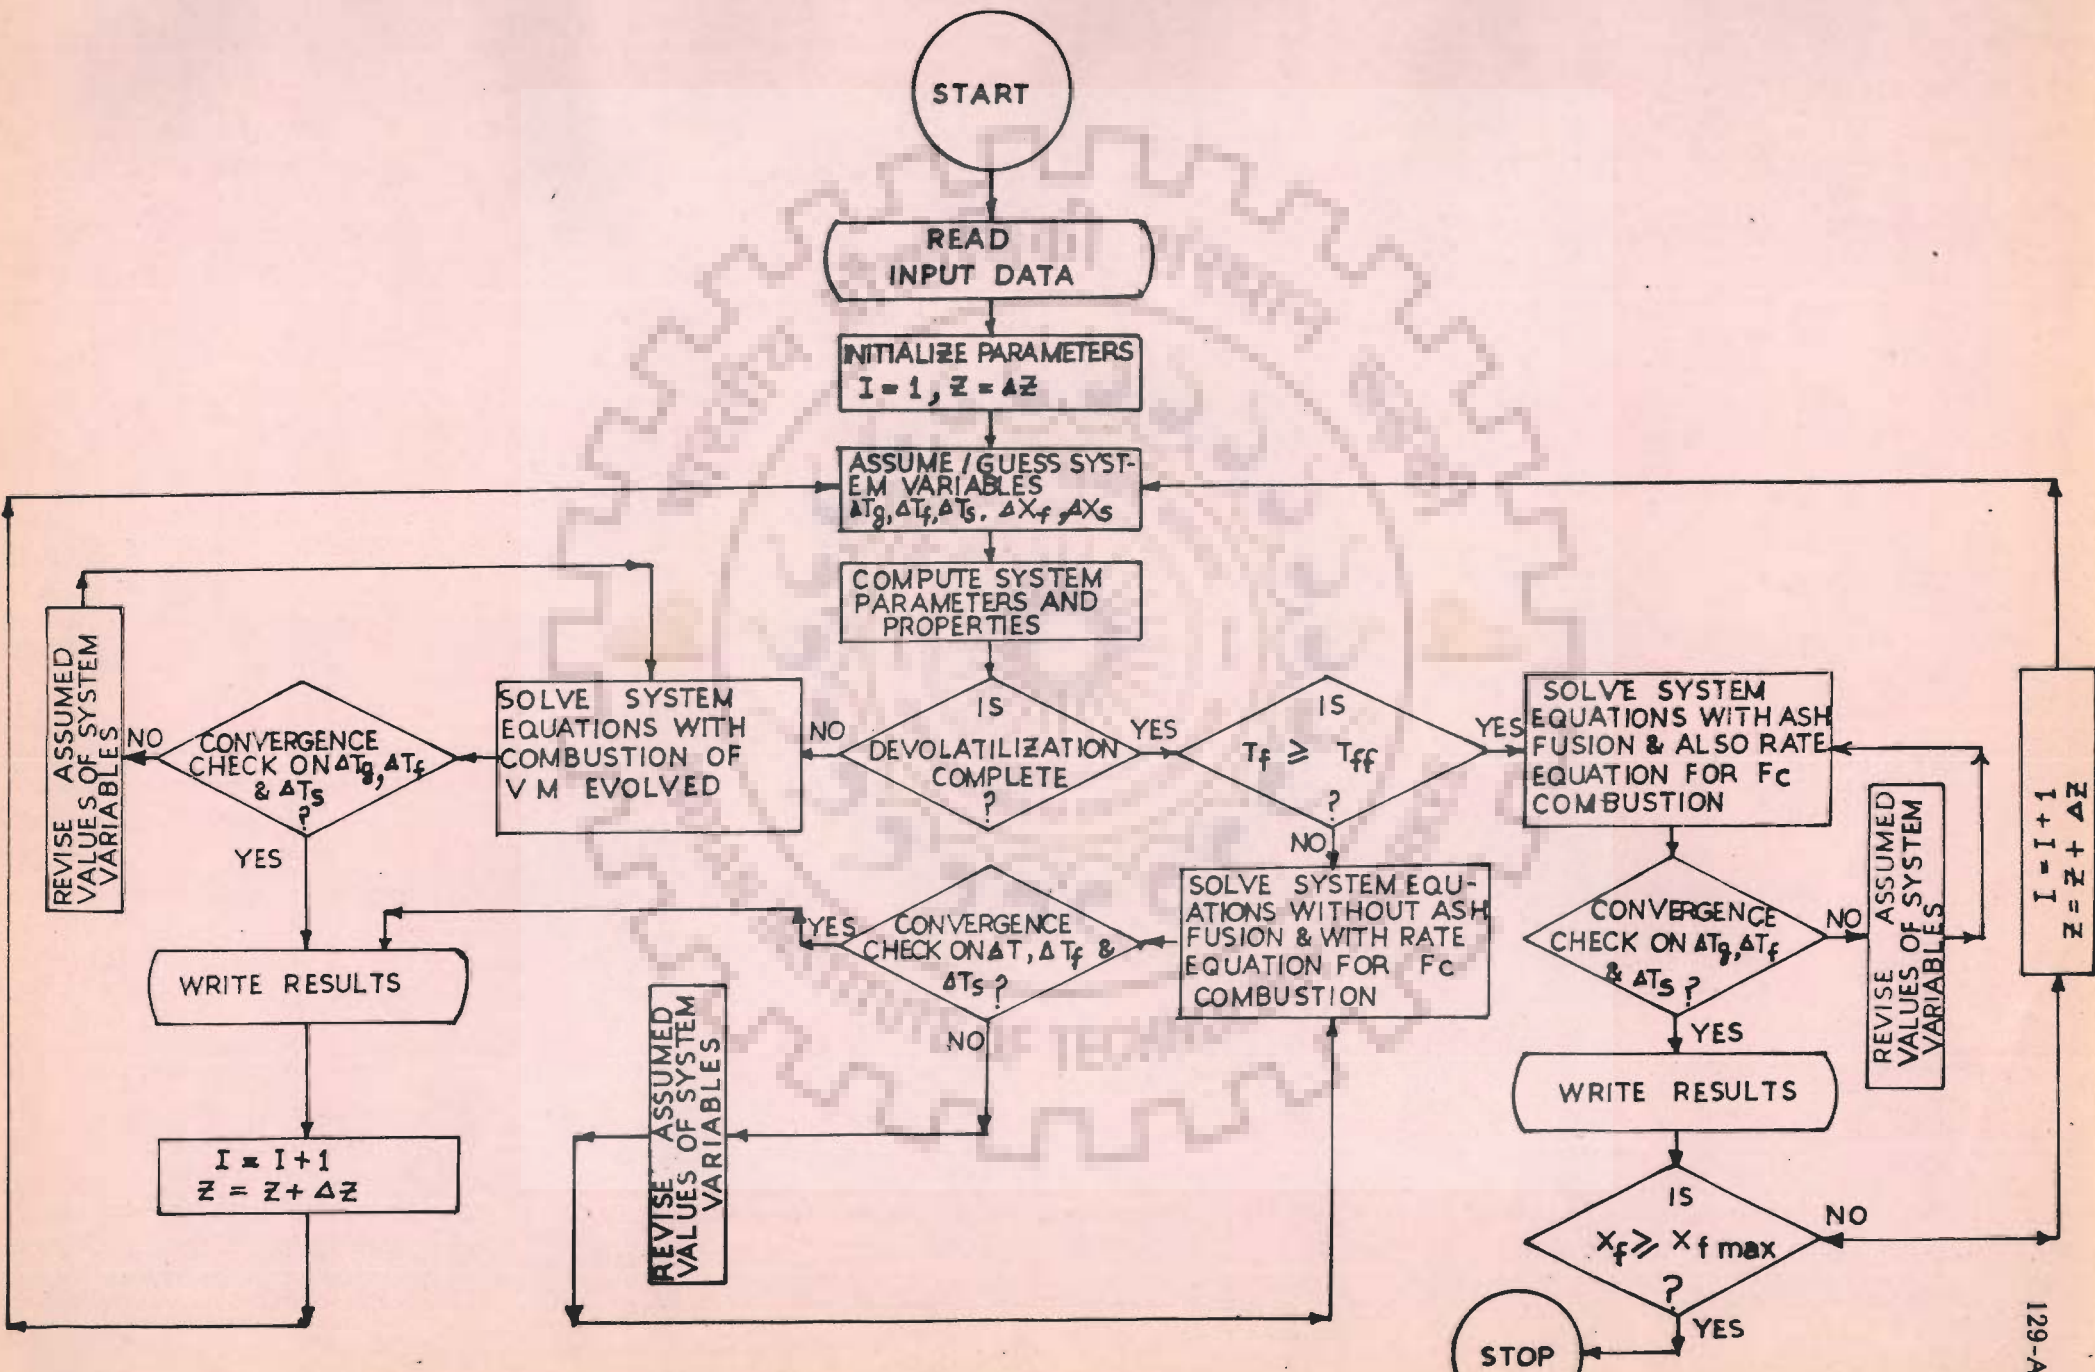 START
READ
INPUT DATA
INITIALIZE PARAMETERS
I = 1, Z = ΔZ
ASSUME / GUESS SYST-
EM VARIABLES
ΔTg, ΔTf, ΔTs, ΔXf, ΔXs
COMPUTE SYSTEM
PARAMETERS AND
PROPERTIES
IS
DEVOLATILIZATION
COMPLETE
?
NO
YES
SOLVE SYSTEM
EQUATIONS WITH
COMBUSTION OF
VM EVOLVED
CONVERGENCE
CHECK ON ΔTg, ΔTf
& ΔTs
?
NO
YES
REVISE ASSUMED
VALUES OF SYSTEM
VARIABLES
WRITE RESULTS
I = I+1
Z = Z+ ΔZ
IS
Tf ≥ Tff
?
YES
NO
SOLVE SYSTEM EQU-
ATIONS WITHOUT ASH
FUSION & WITH RATE
EQUATION FOR Fc
COMBUSTION
CONVERGENCE
CHECK ON ΔT, ΔTf &
ΔTs ?
YES
NO
REVISE ASSUMED
VALUES OF SYSTEM
VARIABLES
SOLVE SYSTEM
EQUATIONS WITH ASH
FUSION & ALSO RATE
EQUATION FOR Fc
COMBUSTION
CONVERGENCE
CHECK ON ΔTg, ΔTf
& ΔTs ?
NO
YES
REVISE ASSUMED
VALUES OF SYSTEM
VARIABLES
WRITE RESULTS
IS
Xf ≥ Xf max
?
NO
YES
I = I + 1
Z = Z + ΔZ
STOP
129-A